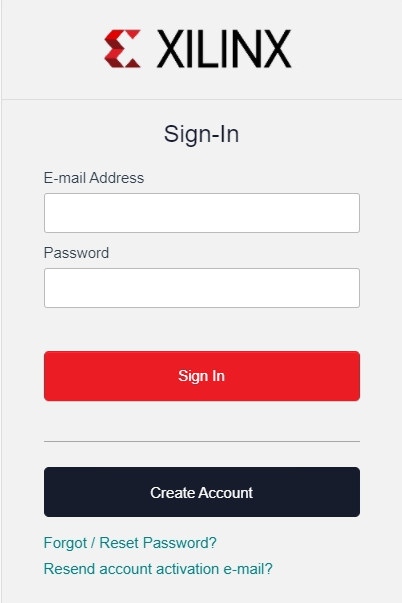 XILINX
Sign-In
E-mail Address
Password
Sign In
Create Account
Forgot / Reset Password?
Resend account activation e-mail?